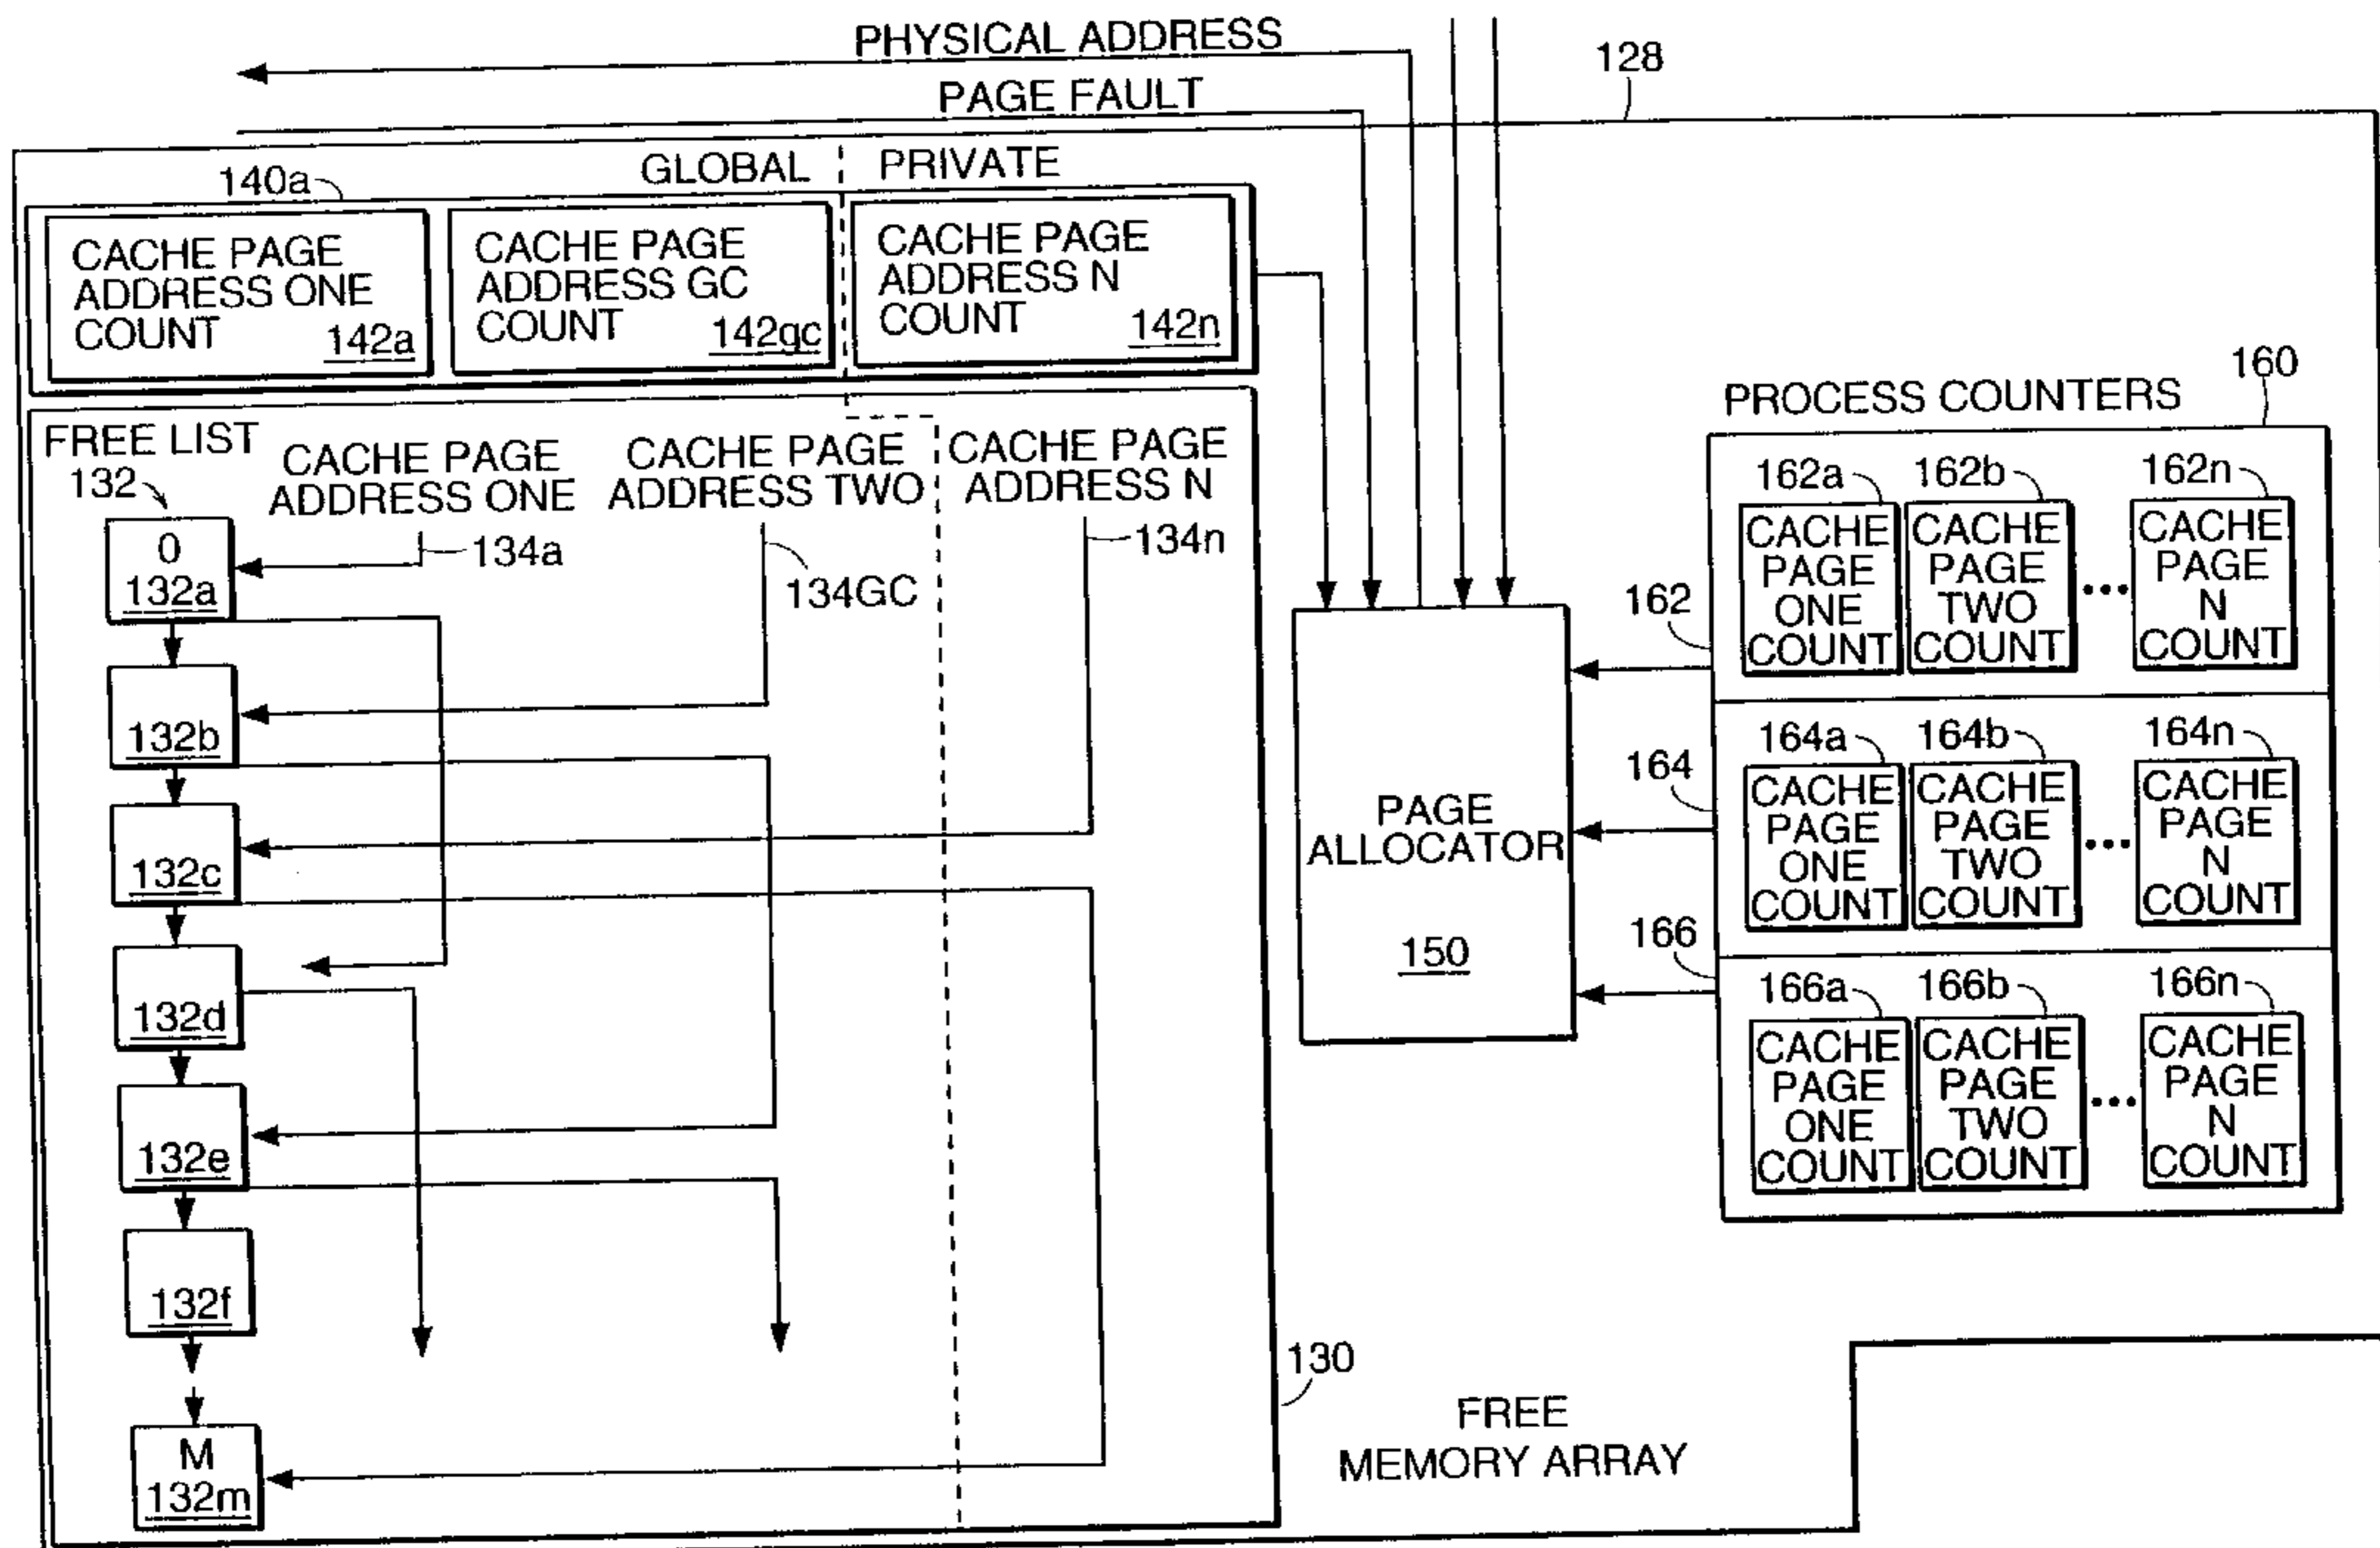 PHYSICAL ADDRESS
128
PAGE FAULT
GLOBAL
PRIVATE
140a
CACHE PAGE
ADDRESS ONE
COUNT
142a
CACHE PAGE
ADDRESS GC
COUNT
142gc
CACHE PAGE
ADDRESS N
COUNT
142n
FREE LIST
132
CACHE PAGE
ADDRESS ONE
134a
CACHE PAGE
ADDRESS TWO
134GC
CACHE PAGE
ADDRESS N
134n
0
132a
132b
132c
132d
132e
132f
M
132m
130
PAGE
ALLOCATOR
150
PROCESS COUNTERS
160
162
162a
CACHE
PAGE
ONE
COUNT
162b
CACHE
PAGE
TWO
COUNT
•••
162n
CACHE
PAGE
N
COUNT
164
164a
CACHE
PAGE
ONE
COUNT
164b
CACHE
PAGE
TWO
COUNT
•••
164n
CACHE
PAGE
N
COUNT
166
166a
CACHE
PAGE
ONE
COUNT
166b
CACHE
PAGE
TWO
COUNT
•••
166n
CACHE
PAGE
N
COUNT
FREE
MEMORY ARRAY